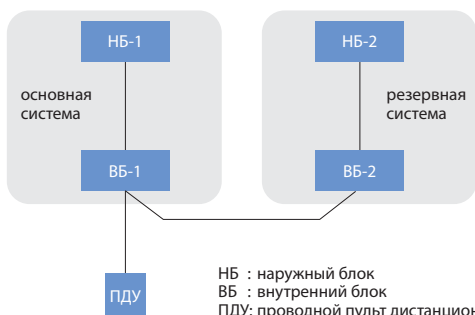 НБ-1
НБ-2
основная
система
резервная
система
ВБ-1
ВБ-2
ПДУ
НБ : наружный блок
ВБ : внутренний блок
ПДУ: проводной пульт